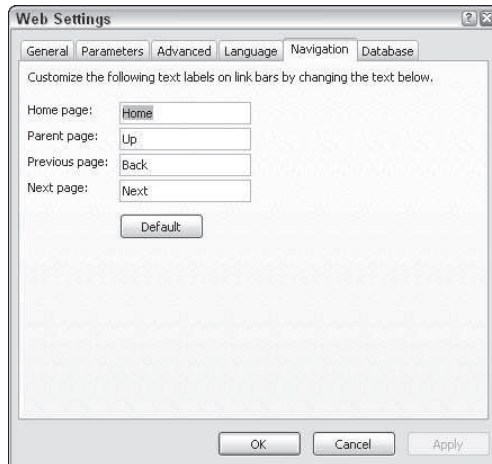 Web Settings
General Parameters Advanced Language Navigation Database
Customize the following text labels on link bars by changing the text below.
Home page: Home
Parent page: Up
Previous page: Back
Next page: Next
Default
OK Cancel Apply